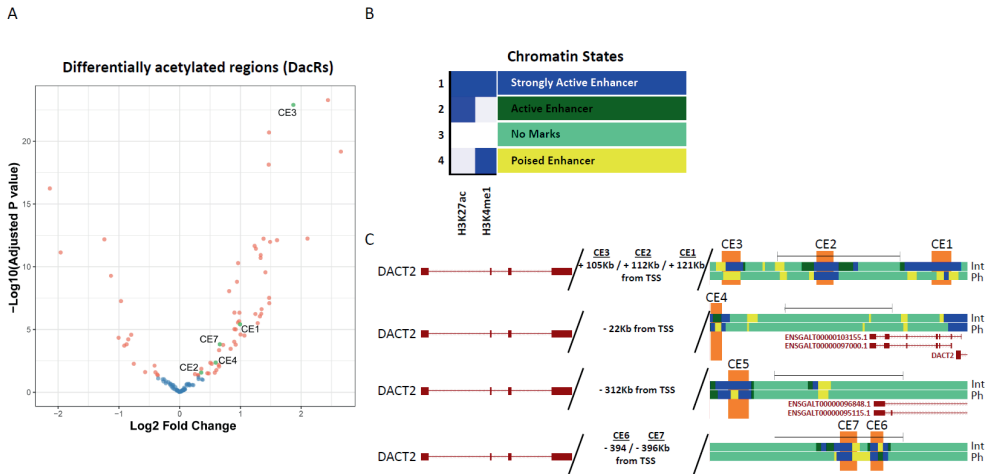 A
Differentially acetylated regions (DacRs)
CE3
CE1
CE7
CE4
CE2
20
15
10
5
0
−2
−1
0
1
2
−Log10(Adjusted P value)
Log2 Fold Change
B
Chromatin States
1
Strongly Active Enhancer
2
Active Enhancer
3
No Marks
4
Poised Enhancer
H3K27ac
H3K4me1
C
DACT2
CE3 CE2 CE1
+ 105Kb / + 112Kb / + 121Kb
from TSS
CE3
CE2
CE1
Int
Ph
DACT2
- 22Kb from TSS
CE4
Int
Ph
ENSGALT00000103155.1
ENSGALT00000097000.1
DACT2
DACT2
- 312Kb from TSS
CE5
Int
Ph
ENSGALT00000096848.1
ENSGALT00000095115.1
DACT2
CE6 CE7
- 394 / - 396Kb
from TSS
CE7 CE6
Int
Ph